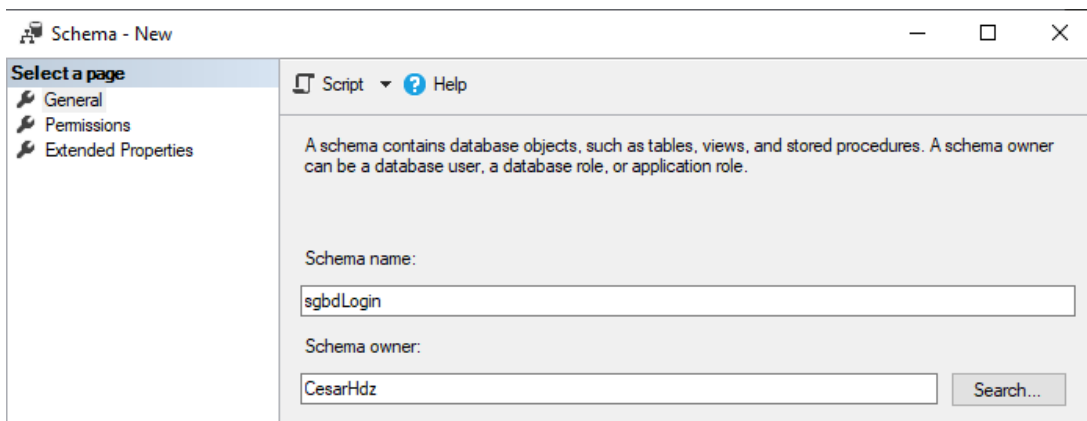 Schema - New
Select a page
General
Permissions
Extended Properties
Script
Help
A schema contains database objects, such as tables, views, and stored procedures. A schema owner
can be a database user, a database role, or application role.
Schema name:
sgbdLogin
Schema owner:
CesarHdz
Search...